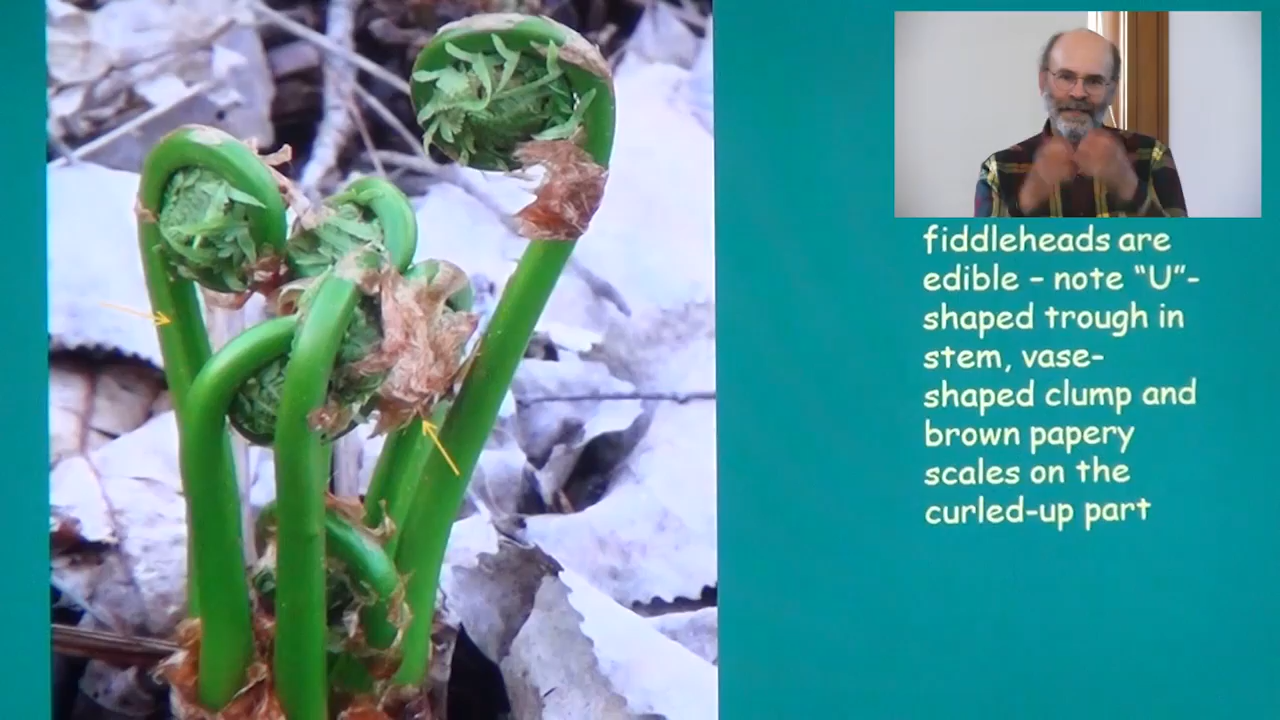 fiddleheads are
edible – note “U”-
shaped trough in
stem, vase-
shaped clump and
brown papery
scales on the
curled-up part